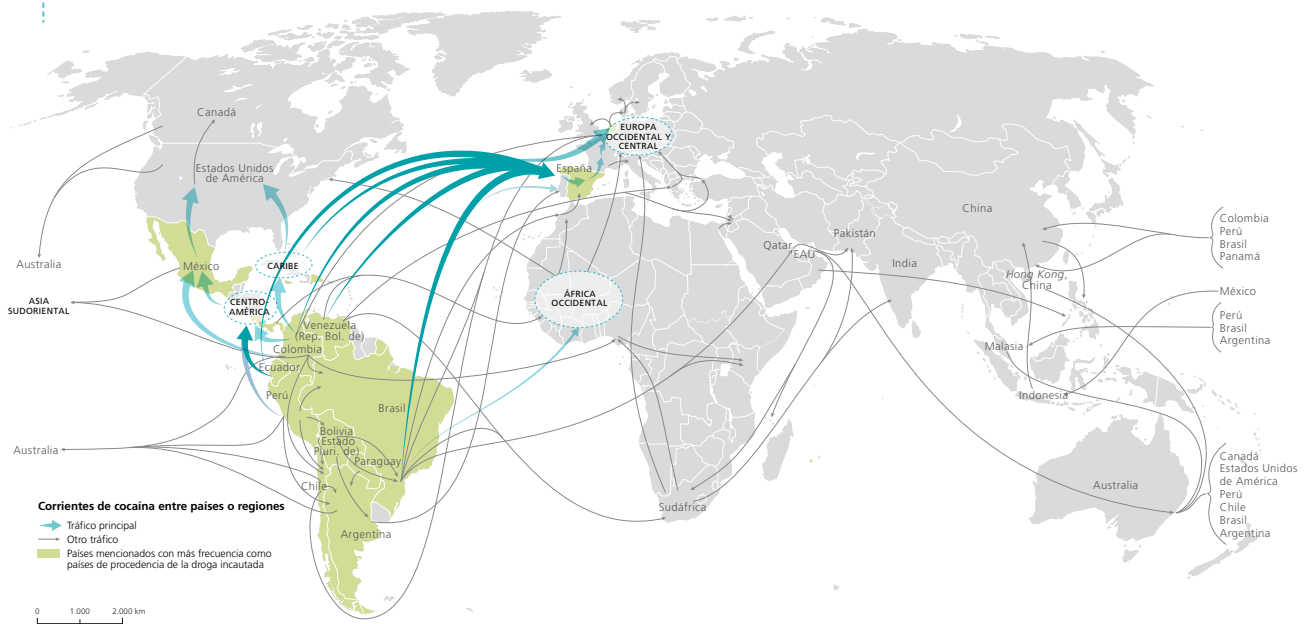 Canadá
Estados Unidos
de América
Australia
ASIA
SUDORIENTAL
México
CARIBE
CENTRO-
AMÉRICA
Venezuela
(Rep. Bol. de)
Colombia
Ecuador
Perú
Brasil
Bolivia
(Estado
Pluri. de)
Paraguay
Chile
Argentina
Australia
EUROPA
OCCIDENTAL Y
CENTRAL
España
ÁFRICA
OCCIDENTAL
Sudáfrica
Qatar
EAU
Pakistán
India
China
Hong Kong,
China
Malasia
Indonesia
Australia
Colombia
Perú
Brasil
Panamá
México
Perú
Brasil
Argentina
Canadá
Estados Unidos
de América
Perú
Chile
Brasil
Argentina
Corrientes de cocaína entre países o regiones
Tráfico principal
Otro tráfico
Países mencionados con más frecuencia como
países de procedencia de la droga incautada
0 1.000 2.000 km